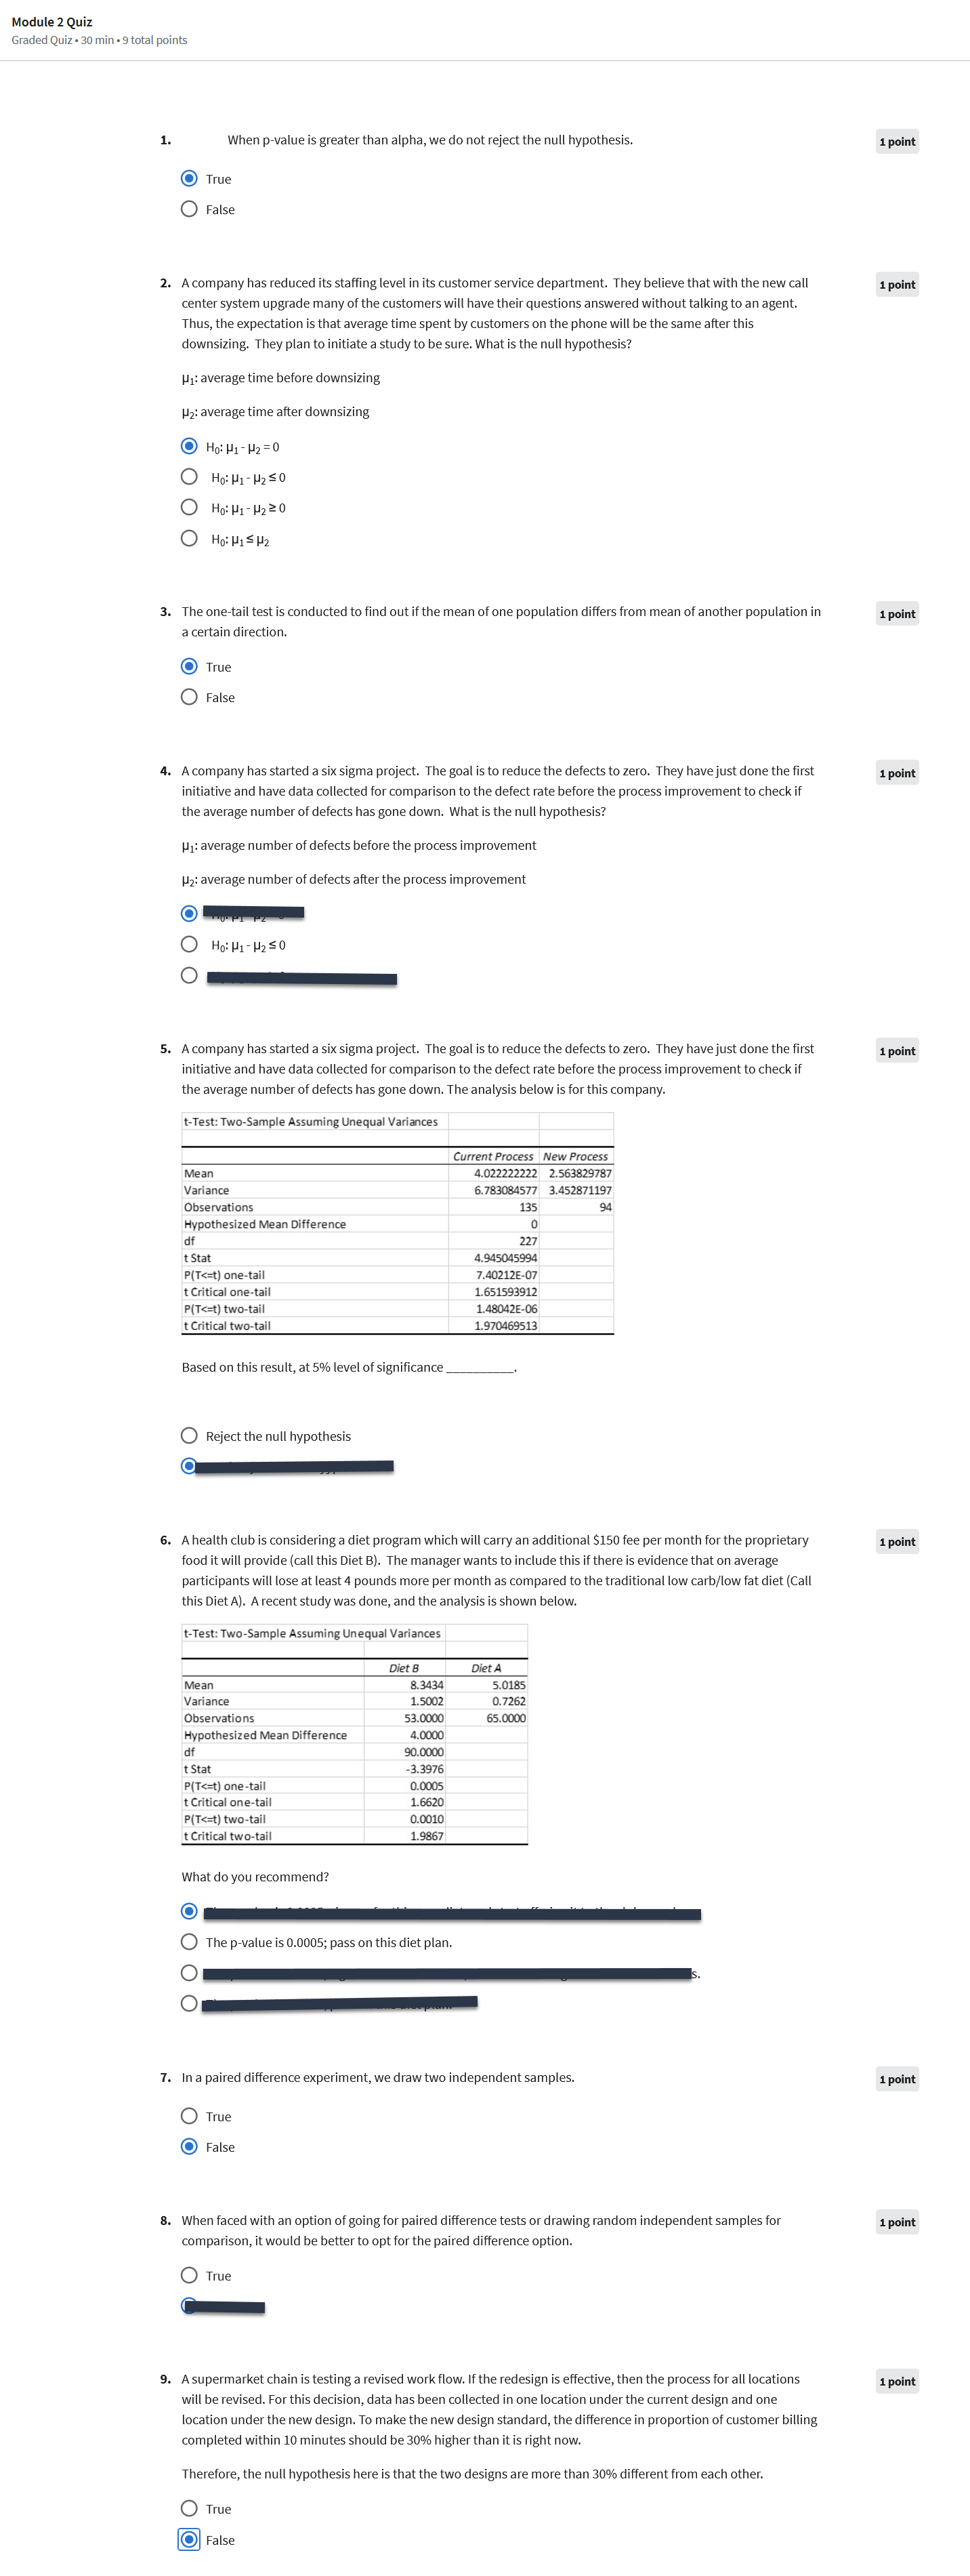 Module 2 Quiz
Graded Quiz • 30 min • 9 total points
1. When p-value is greater than alpha, we do not reject the null hypothesis.
1 point
True
False
2. A company has reduced its staffing level in its customer service department. They believe that with the new call
1 point
center system upgrade many of the customers will have their questions answered without talking to an agent.
Thus, the expectation is that average time spent by customers on the phone will be the same after this
downsizing. They plan to initiate a study to be sure. What is the null hypothesis?
μ₁: average time before downsizing
μ₂: average time after downsizing
H₀: μ₁ - μ₂ = 0
H₀: μ₁ - μ₂ ≤ 0
H₀: μ₁ - μ₂ ≥ 0
H₀: μ₁ ≤ μ₂
3. The one-tail test is conducted to find out if the mean of one population differs from mean of another population in
1 point
a certain direction.
True
False
4. A company has started a six sigma project. The goal is to reduce the defects to zero. They have just done the first
1 point
initiative and have data collected for comparison to the defect rate before the process improvement to check if
the average number of defects has gone down. What is the null hypothesis?
μ₁: average number of defects before the process improvement
μ₂: average number of defects after the process improvement
H₀: μ₁ - μ₂ ≤ 0
5. A company has started a six sigma project. The goal is to reduce the defects to zero. They have just done the first
1 point
initiative and have data collected for comparison to the defect rate before the process improvement to check if
the average number of defects has gone down. The analysis below is for this company.
t-Test: Two-Sample Assuming Unequal Variances
Current Process New Process
Mean 4.022222222 2.563829787
Variance 6.783084577 3.452871197
Observations 135 94
Hypothesized Mean Difference 0
df 227
t Stat 4.945045994
P(T<=t) one-tail 7.40212E-07
t Critical one-tail 1.651593912
P(T<=t) two-tail 1.48042E-06
t Critical two-tail 1.970469513
Based on this result, at 5% level of significance __________.
Reject the null hypothesis
6. A health club is considering a diet program which will carry an additional $150 fee per month for the proprietary
1 point
food it will provide (call this Diet B). The manager wants to include this if there is evidence that on average
participants will lose at least 4 pounds more per month as compared to the traditional low carb/low fat diet (Call
this Diet A). A recent study was done, and the analysis is shown below.
t-Test: Two-Sample Assuming Unequal Variances
Diet B Diet A
Mean 8.3434 5.0185
Variance 1.5002 0.7262
Observations 53.0000 65.0000
Hypothesized Mean Difference 4.0000
df 90.0000
t Stat -3.3976
P(T<=t) one-tail 0.0005
t Critical one-tail 1.6620
P(T<=t) two-tail 0.0010
t Critical two-tail 1.9867
What do you recommend?
The p-value is 0.0005; pass on this diet plan.
7. In a paired difference experiment, we draw two independent samples.
1 point
True
False
8. When faced with an option of going for paired difference tests or drawing random independent samples for
1 point
comparison, it would be better to opt for the paired difference option.
True
9. A supermarket chain is testing a revised work flow. If the redesign is effective, then the process for all locations
1 point
will be revised. For this decision, data has been collected in one location under the current design and one
location under the new design. To make the new design standard, the difference in proportion of customer billing
completed within 10 minutes should be 30% higher than it is right now.
Therefore, the null hypothesis here is that the two designs are more than 30% different from each other.
True
False